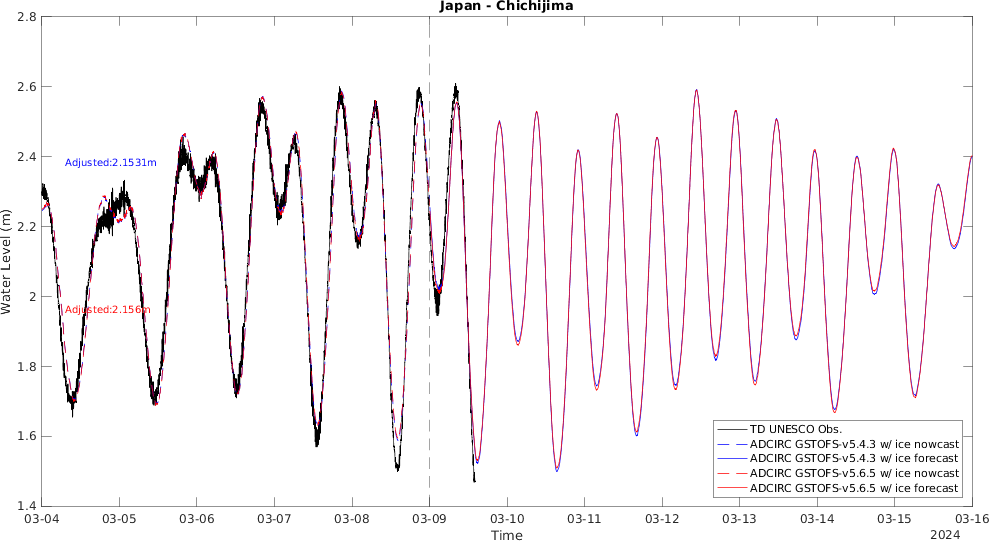 Japan - Chichijima
2.8
2.6
2.4
2.2
2
1.8
1.6
1.4
Water Level (m)
Adjusted:2.1531m
Adjusted:2.156m
TD UNESCO Obs.
ADCIRC GSTOFS-v5.4.3 w/ ice nowcast
ADCIRC GSTOFS-v5.4.3 w/ ice forecast
ADCIRC GSTOFS-v5.6.5 w/ ice nowcast
ADCIRC GSTOFS-v5.6.5 w/ ice forecast
03-04 03-05 03-06 03-07 03-08 03-09 03-10 03-11 03-12 03-13 03-14 03-15 03-16
Time
2024